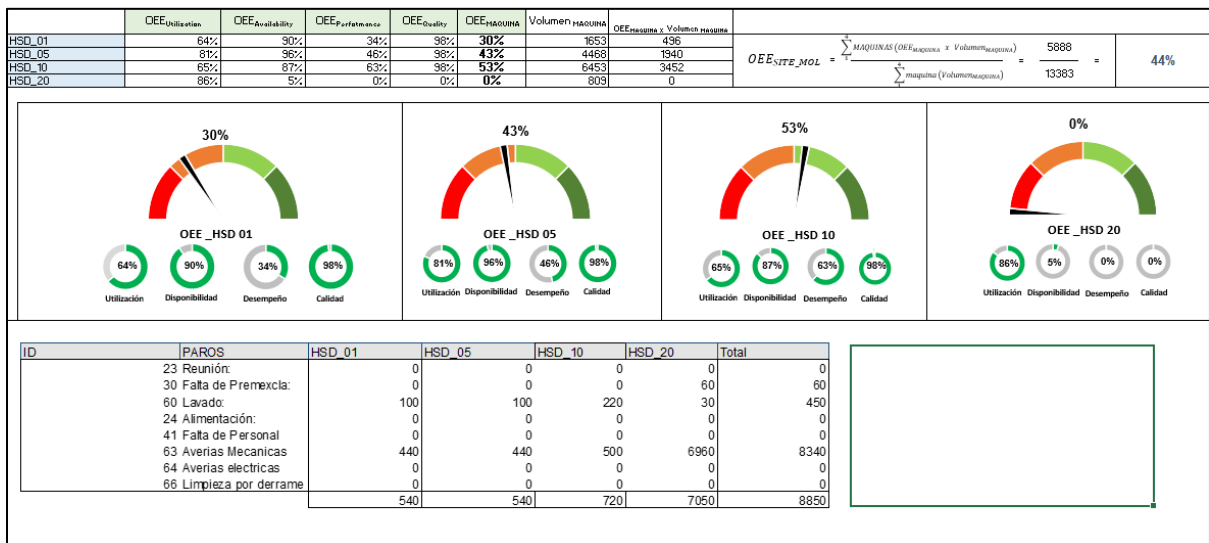 OEE Utilization OEE Availability OEE Perfotmance OEE Quality OEE MAQUINA Volumen MAQUINA OEE MAQUINA x Volumen MAQUINA
HSD_01 64% 90% 34% 98% 30% 1653 496
HSD_05 81% 96% 46% 98% 43% 4468 1940
HSD_10 65% 87% 63% 98% 53% 6453 3452
HSD_20 86% 5% 0% 0% 0% 809 0
OEE SITE_MOL = ∑ MAQUINAS (OEE MAQUINA x Volumen MAQUINA) / ∑ maquina (Volumen MAQUINA) = 5888 / 13383 = 44%
30% 43% 53% 0%
OEE _HSD 01 OEE _HSD 05 OEE _HSD 10 OEE _HSD 20
64% 90% 34% 98% 81% 96% 46% 98% 65% 87% 63% 98% 86% 5% 0% 0%
Utilización Disponibilidad Desempeño Calidad Utilización Disponibilidad Desempeño Calidad Utilización Disponibilidad Desempeño Calidad Utilización Disponibilidad Desempeño Calidad
ID PAROS HSD_01 HSD_05 HSD_10 HSD_20 Total
23 Reunión: 0 0 0 0 0
30 Falta de Premexcla: 0 0 0 60 60
60 Lavado: 100 100 220 30 450
24 Alimentación: 0 0 0 0 0
41 Falta de Personal 0 0 0 0 0
63 Averias Mecanicas 440 440 500 6960 8340
64 Averias electricas 0 0 0 0 0
66 Limpieza por derrame 0 0 0 0 0
540 540 720 7050 8850